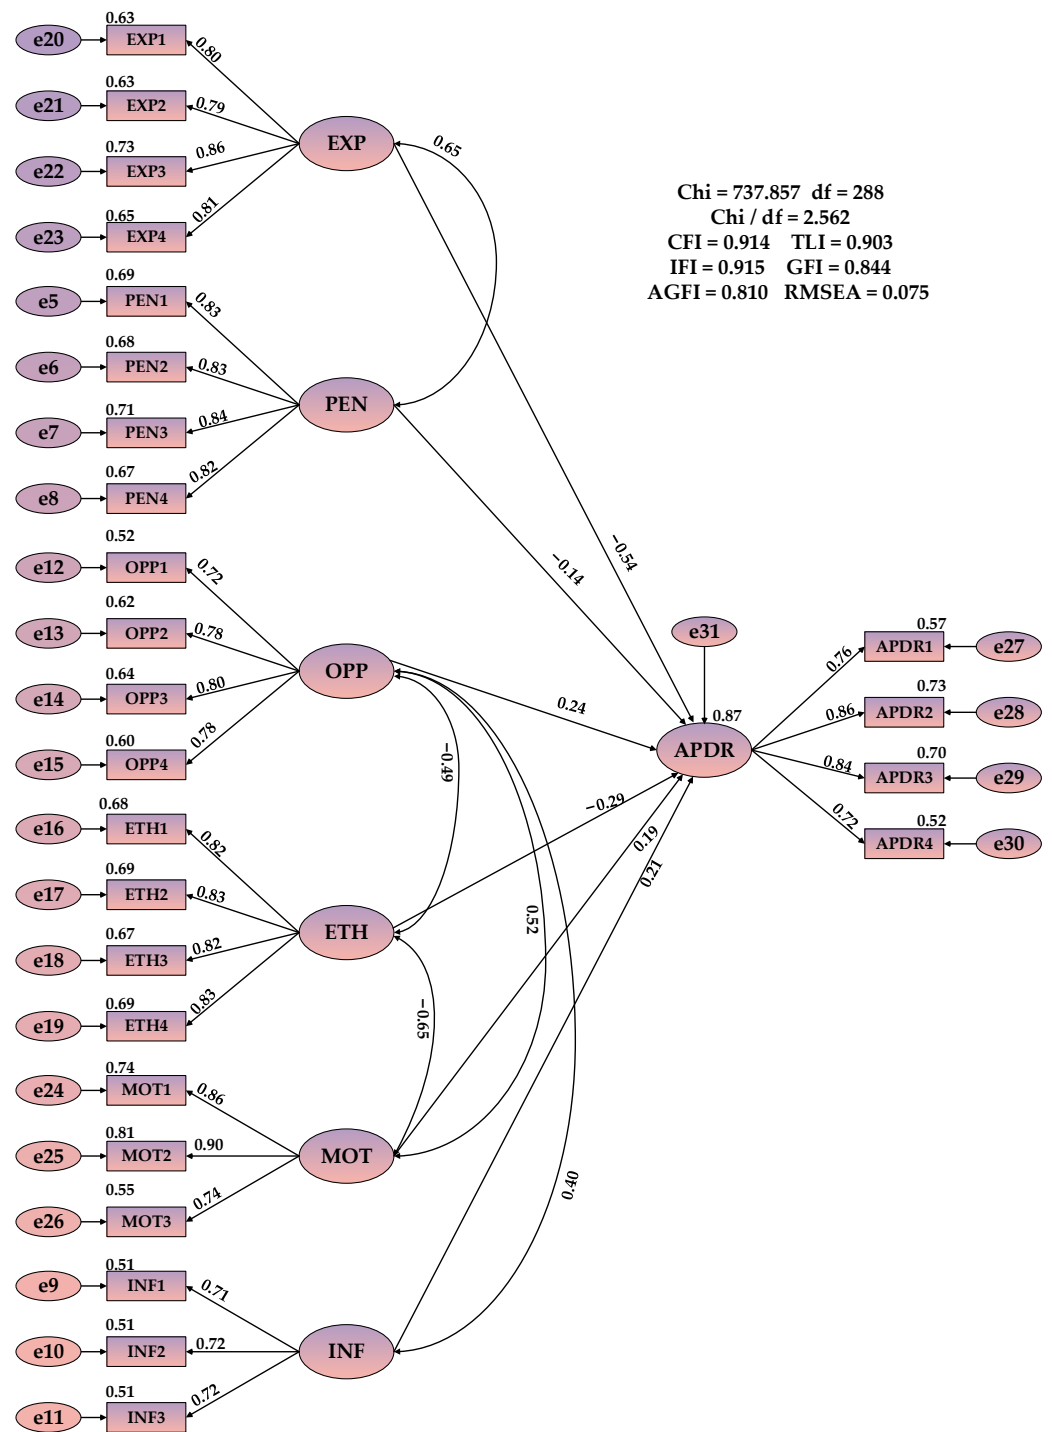 0.63
e20 EXP1 0.80
0.63
e21 EXP2 0.79
0.73
e22 EXP3 0.86
0.65
e23 EXP4 0.81
EXP
0.65
Chi = 737.857 df = 288
Chi / df = 2.562
CFI = 0.914 TLI = 0.903
IFI = 0.915 GFI = 0.844
AGFI = 0.810 RMSEA = 0.075
0.69
e5 PEN1 0.83
0.68
e6 PEN2 0.83
0.71
e7 PEN3 0.84
0.67
e8 PEN4 0.82
PEN
−0.54
−0.14
0.52
e12 OPP1 0.72
0.62
e13 OPP2 0.78
0.64
e14 OPP3 0.80
0.60
e15 OPP4 0.78
OPP
0.24
−0.49
e31
0.87
APDR
0.57
0.76 APDR1 e27
0.73
0.86 APDR2 e28
0.70
0.84 APDR3 e29
0.52
0.72 APDR4 e30
0.68
e16 ETH1 0.82
0.69
e17 ETH2 0.83
0.67
e18 ETH3 0.82
0.69
e19 ETH4 0.83
ETH
−0.29
0.19
0.21
0.52
−0.65
0.74
e24 MOT1 0.86
0.81
e25 MOT2 0.90
0.55
e26 MOT3 0.74
MOT
0.40
0.51
e9 INF1 0.71
0.51
e10 INF2 0.72
0.51
e11 INF3 0.72
INF